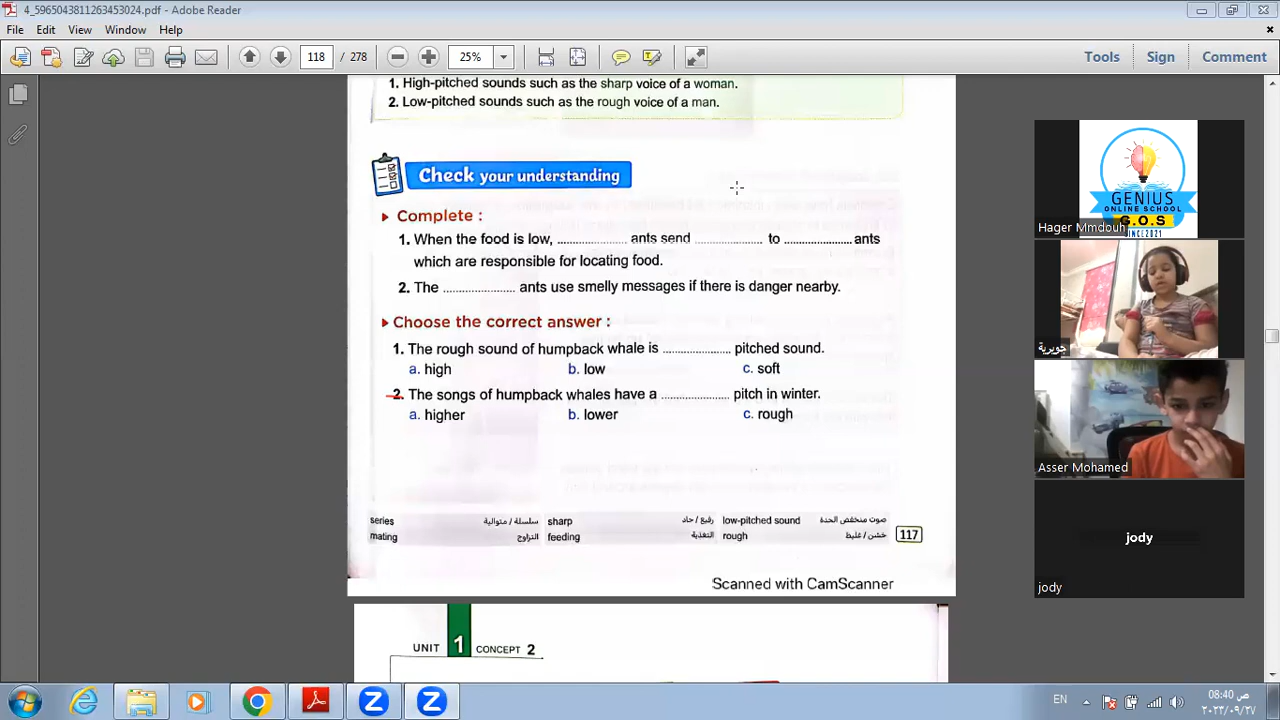 4_5965043811263453024.pdf - Adobe Reader
File Edit View Window Help
118 / 278 25% Tools Sign Comment
1. High-pitched sounds such as the sharp voice of a woman.
2. Low-pitched sounds such as the rough voice of a man.
Check your understanding
Complete :
1. When the food is low, .................... ants send .................... to .................... ants
which are responsible for locating food.
2. The .................... ants use smelly messages if there is danger nearby.
Choose the correct answer :
1. The rough sound of humpback whale is .................... pitched sound.
a. high b. low c. soft
2. The songs of humpback whales have a .................... pitch in winter.
a. higher b. lower c. rough
series سلسلة / متوالية sharp رفيع / حاد low-pitched sound صوت منخفض الحدة
mating التزاوج feeding التغذية rough خشن / غليظ
117
Scanned with CamScanner
UNIT 1 CONCEPT 2
GENIUS
ONLINE SCHOOL
G.O.S
SINCE 2021
Hager Mmdouh
جويرية
Asser Mohamed
jody
jody
EN
08:40 ص
٢٠٢٣/٠٩/٢٧